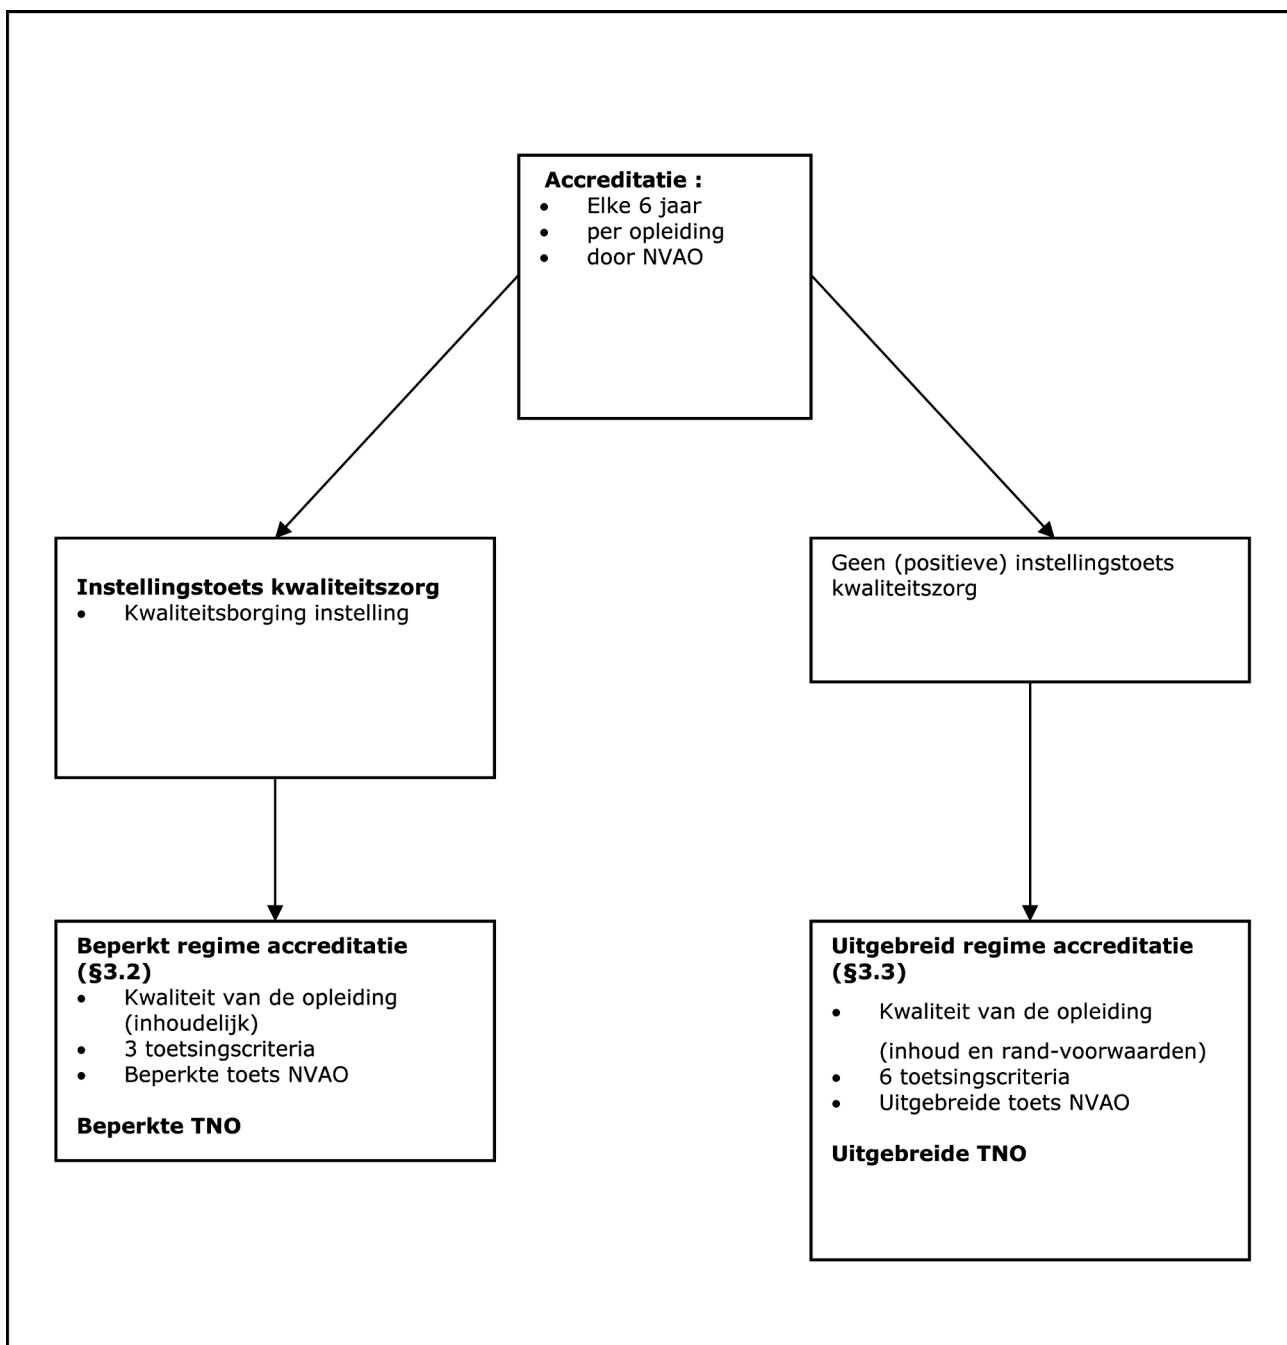 Accreditatie :
• Elke 6 jaar
• per opleiding
• door NVAO
Instellingstoets kwaliteitszorg
• Kwaliteitsborging instelling
Geen (positieve) instellingstoets
kwaliteitszorg
Beperkt regime accreditatie
(§3.2)
• Kwaliteit van de opleiding
(inhoudelijk)
• 3 toetsingscriteria
• Beperkte toets NVAO
Beperkte TNO
Uitgebreid regime accreditatie
(§3.3)
• Kwaliteit van de opleiding
(inhoud en rand-voorwaarden)
• 6 toetsingscriteria
• Uitgebreide toets NVAO
Uitgebreide TNO